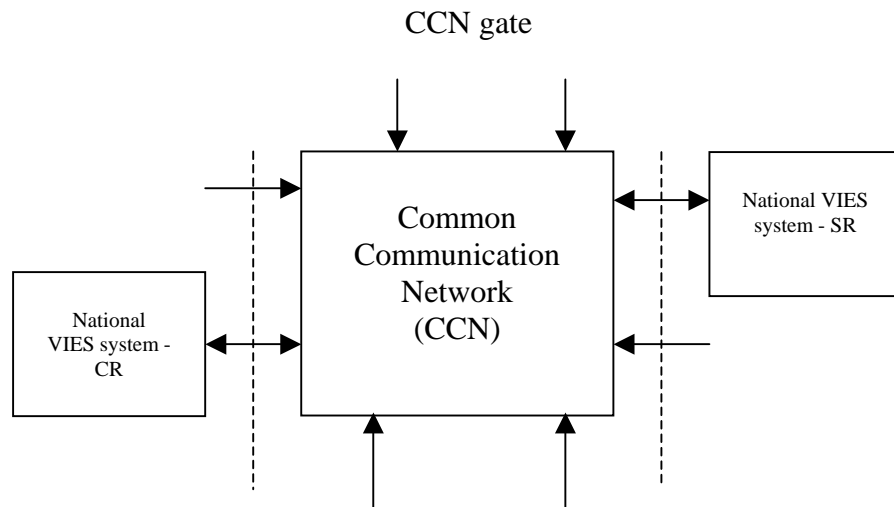 CCN gate
National VIES
system - SR
Common
Communication
Network
(CCN)
National
VIES system -
CR